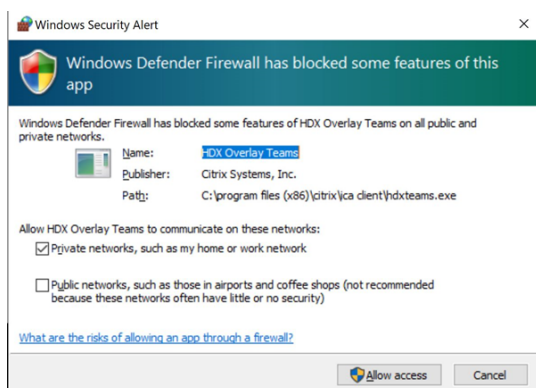 Windows Security Alert
Windows Defender Firewall has blocked some features of this
app
Windows Defender Firewall has blocked some features of HDX Overlay Teams on all public and
private networks.
Name: HDX Overlay Teams
Publisher: Citrix Systems, Inc.
Path: C:\program files (x86)\citrix\ica client\hdxteams.exe
Allow HDX Overlay Teams to communicate on these networks:
Private networks, such as my home or work network
Public networks, such as those in airports and coffee shops (not recommended
because these networks often have little or no security)
What are the risks of allowing an app through a firewall?
Allow access Cancel